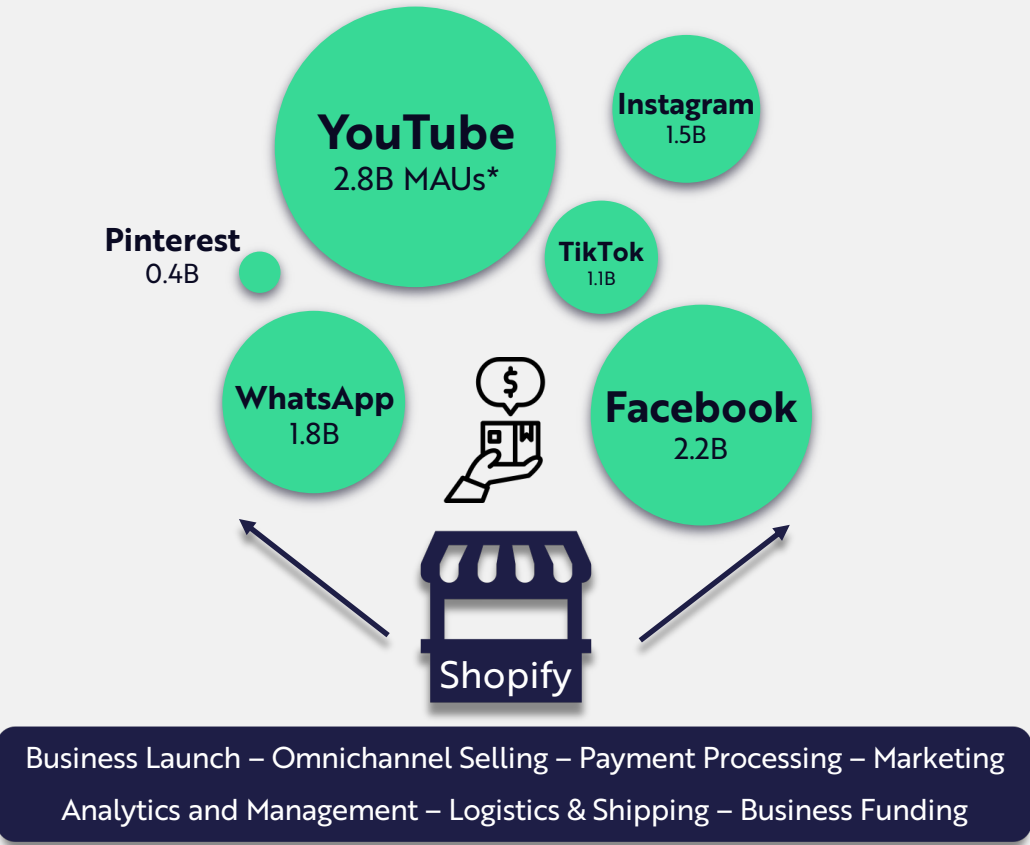 YouTube
2.8B MAUs*
Instagram
1.5B
Pinterest
0.4B
TikTok
1.1B
WhatsApp
1.8B
$
Facebook
2.2B
Shopify
Business Launch – Omnichannel Selling – Payment Processing – Marketing
Analytics and Management – Logistics & Shipping – Business Funding